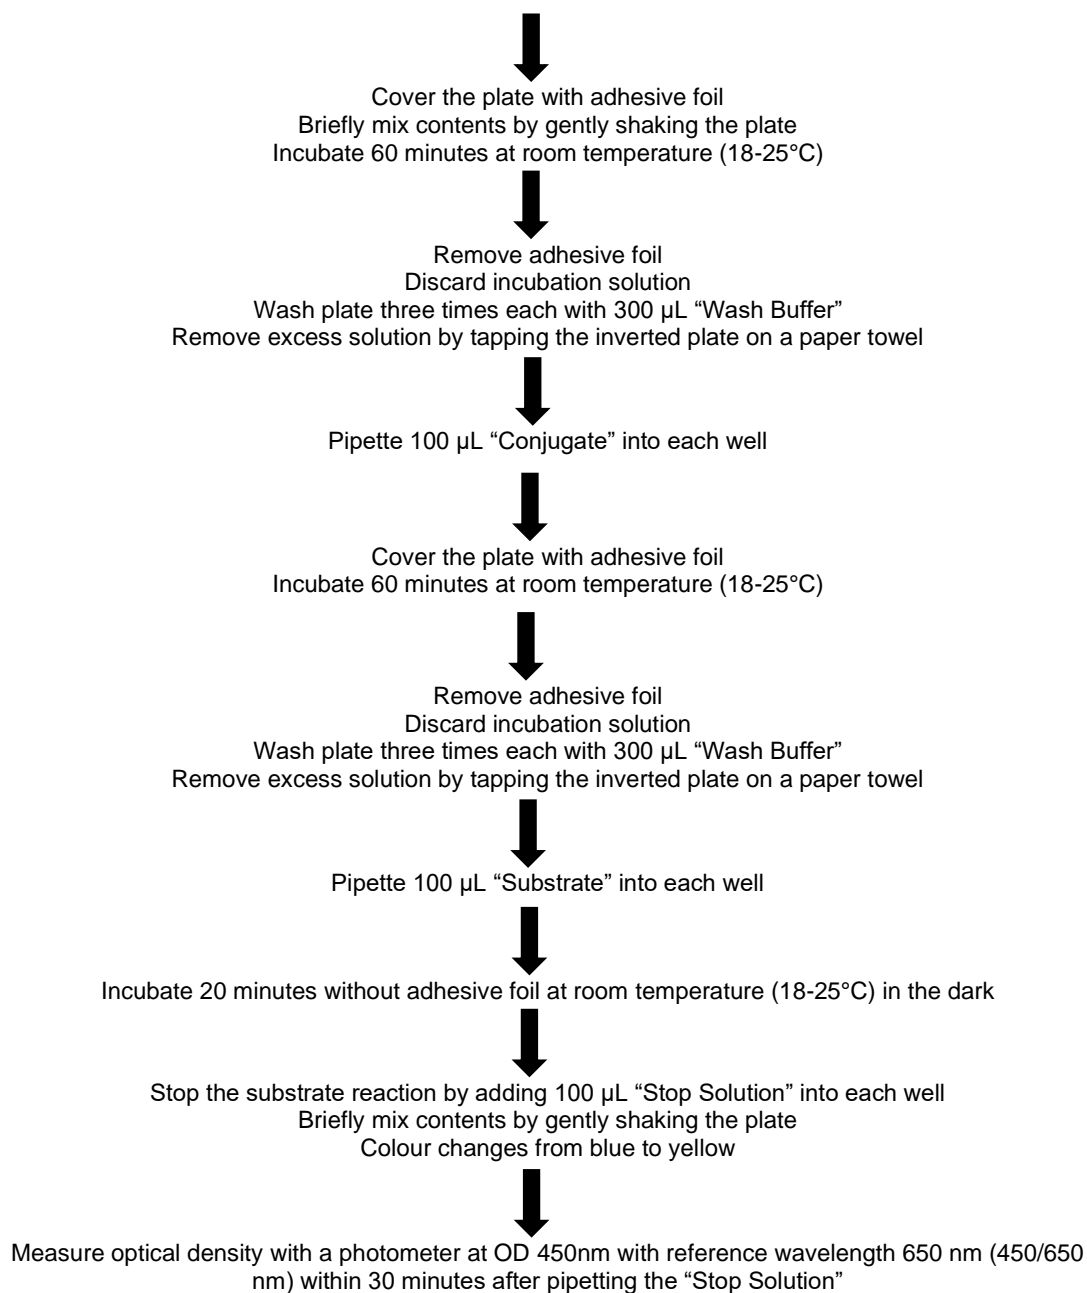 Cover the plate with adhesive foil
Briefly mix contents by gently shaking the plate
Incubate 60 minutes at room temperature (18-25°C)
Remove adhesive foil
Discard incubation solution
Wash plate three times each with 300 µL “Wash Buffer”
Remove excess solution by tapping the inverted plate on a paper towel
Pipette 100 µL “Conjugate” into each well
Cover the plate with adhesive foil
Incubate 60 minutes at room temperature (18-25°C)
Remove adhesive foil
Discard incubation solution
Wash plate three times each with 300 µL “Wash Buffer”
Remove excess solution by tapping the inverted plate on a paper towel
Pipette 100 µL “Substrate” into each well
Incubate 20 minutes without adhesive foil at room temperature (18-25°C) in the dark
Stop the substrate reaction by adding 100 µL “Stop Solution” into each well
Briefly mix contents by gently shaking the plate
Colour changes from blue to yellow
Measure optical density with a photometer at OD 450nm with reference wavelength 650 nm (450/650
nm) within 30 minutes after pipetting the “Stop Solution”